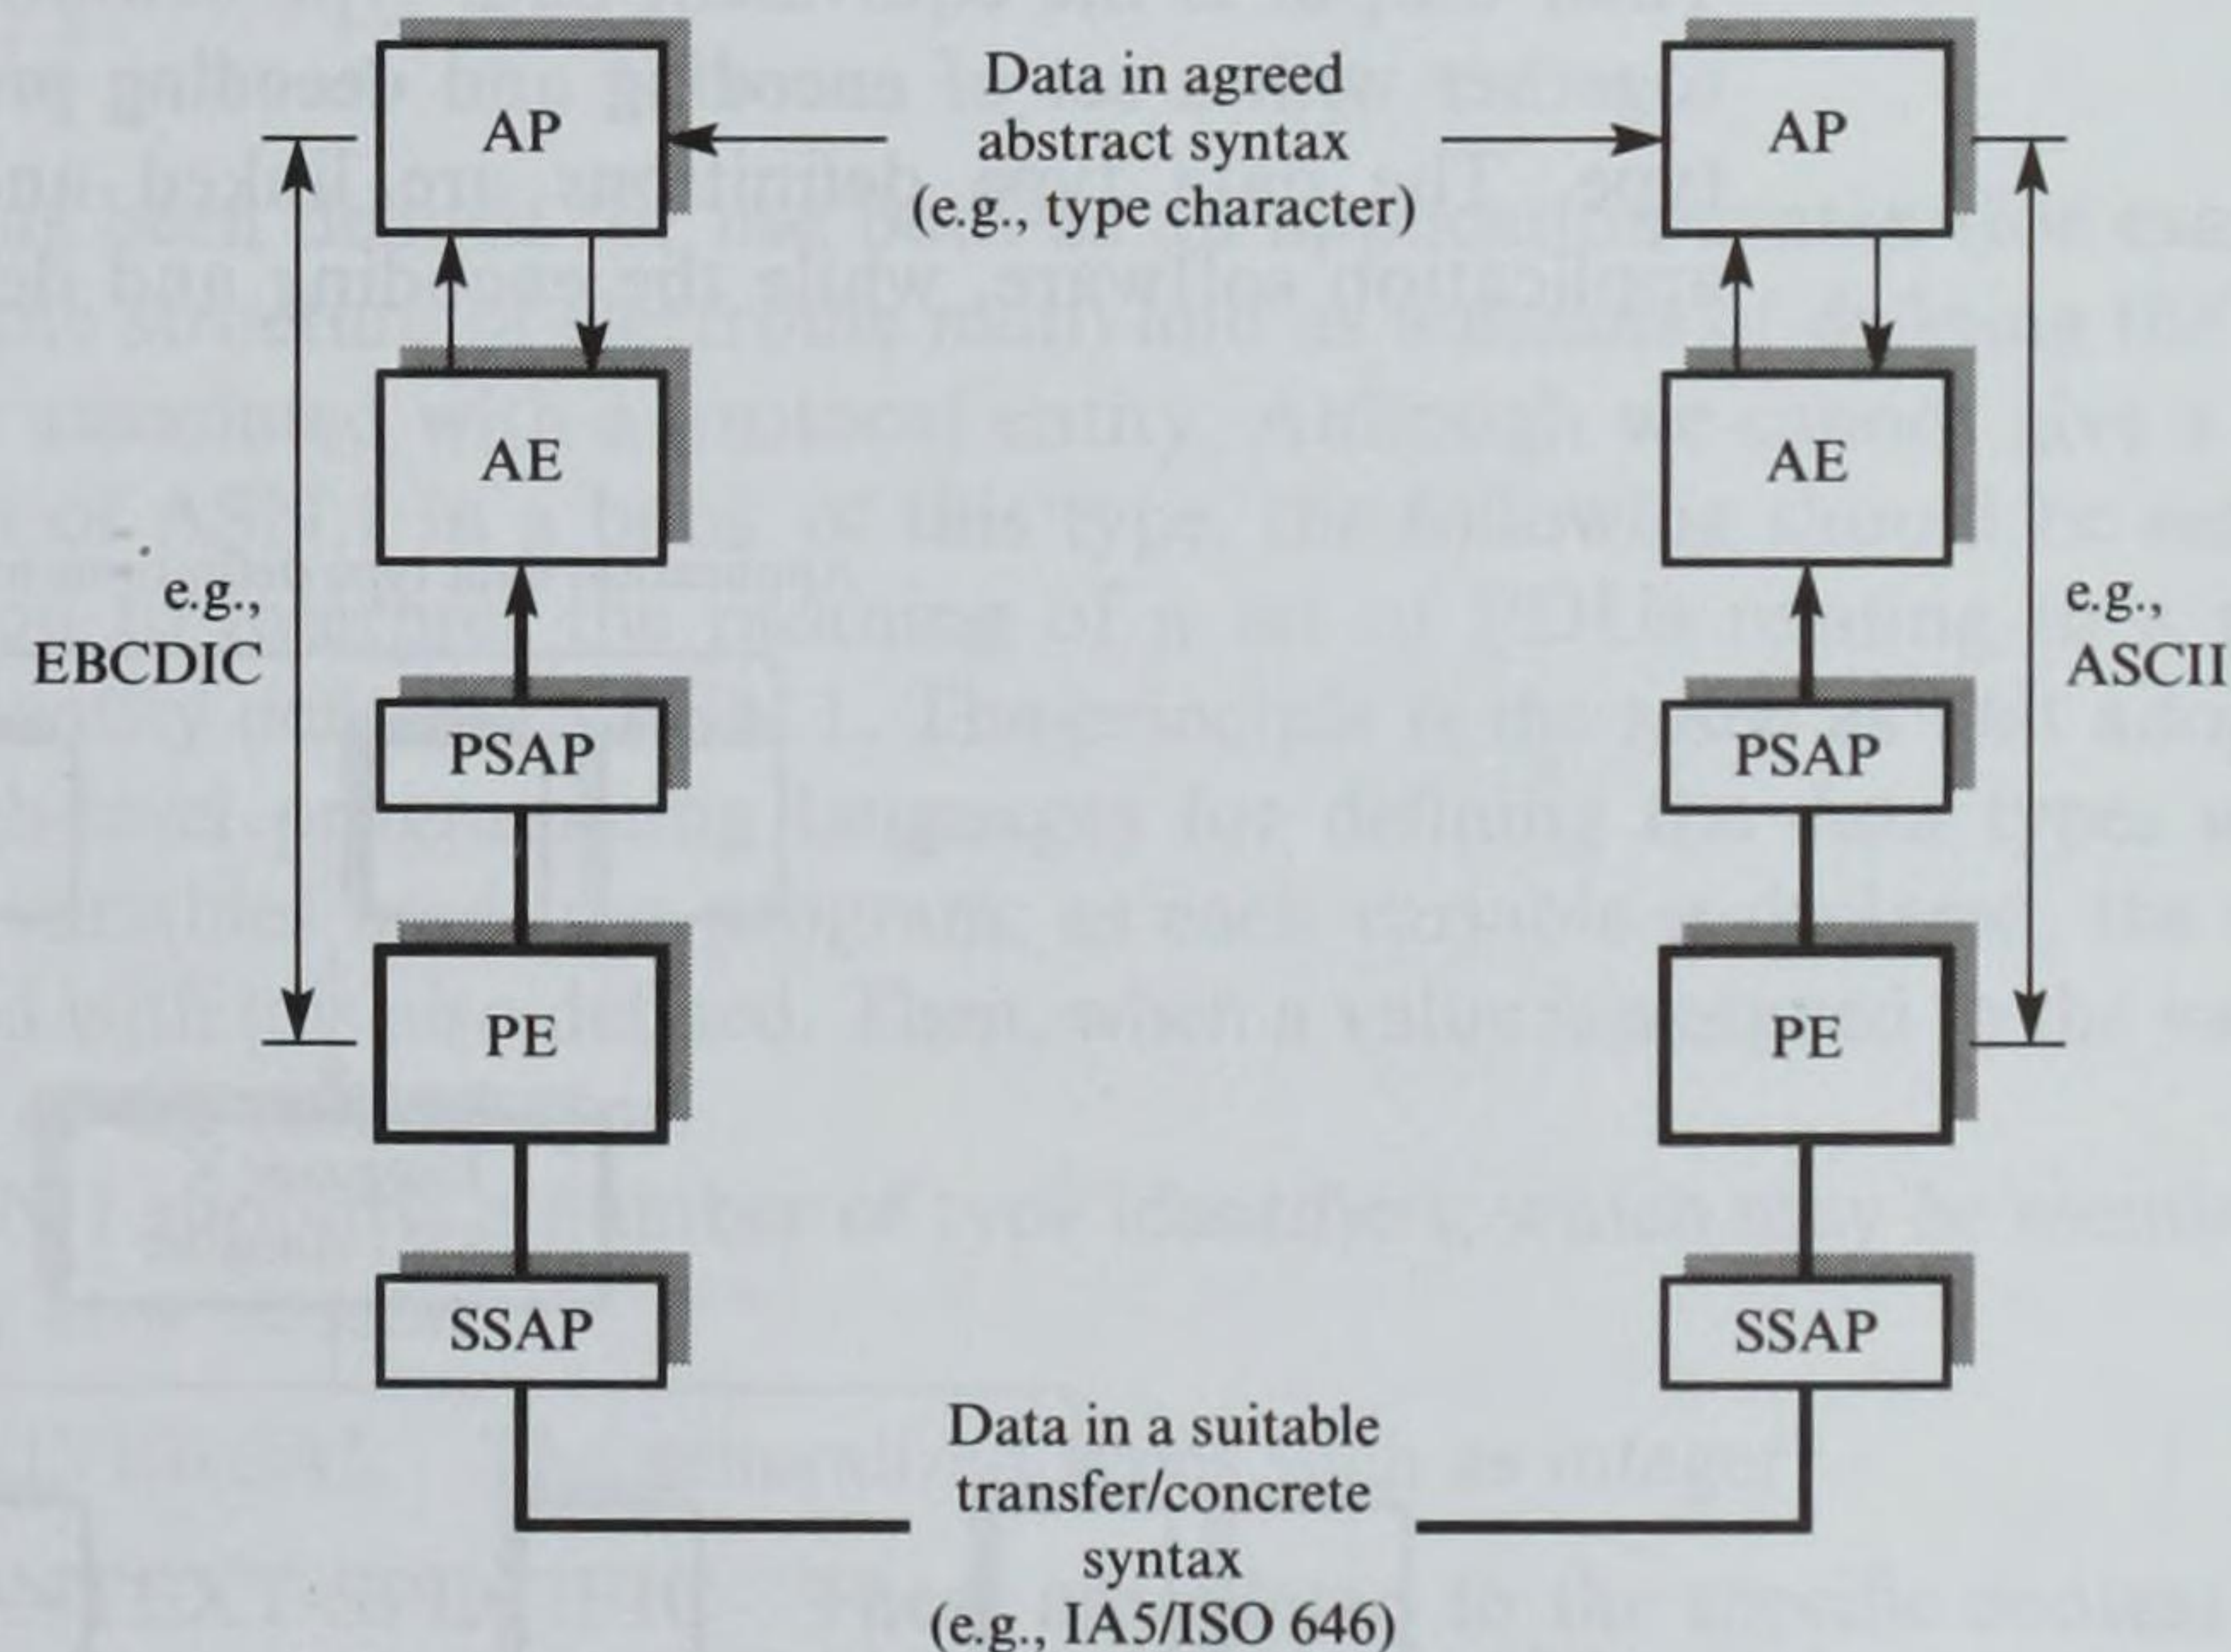 AP
Data in agreed
abstract syntax
(e.g., type character)
AP
AE
AE
e.g.,
EBCDIC
e.g.,
ASCII
PSAP
PSAP
PE
PE
SSAP
SSAP
Data in a suitable
transfer/concrete
syntax
(e.g., IA5/ISO 646)